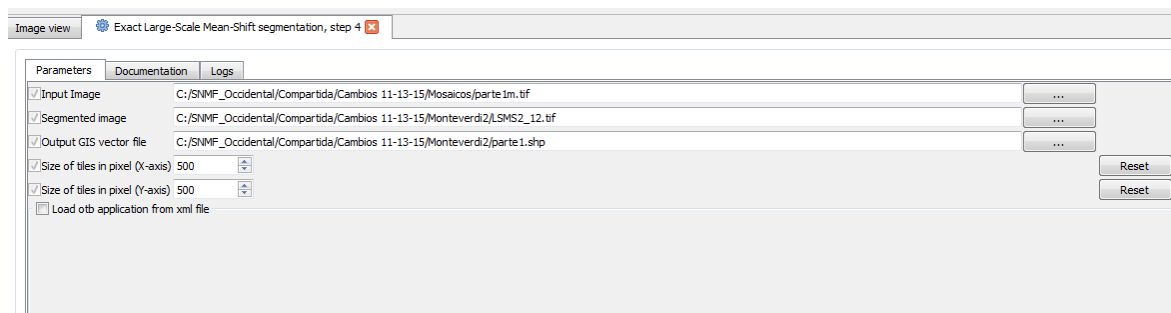 Image view Exact Large-Scale Mean-Shift segmentation, step 4
Parameters Documentation Logs
Input Image C:/SNMF_Occidental/Compartida/Cambios 11-13-15/Mosaicos/parte1m.tif ...
Segmented image C:/SNMF_Occidental/Compartida/Cambios 11-13-15/Monteverdi2/LSMS2_12.tif ...
Output GIS vector file C:/SNMF_Occidental/Compartida/Cambios 11-13-15/Monteverdi2/parte1.shp ...
Size of tiles in pixel (X-axis) 500 Reset
Size of tiles in pixel (Y-axis) 500 Reset
Load otb application from xml file